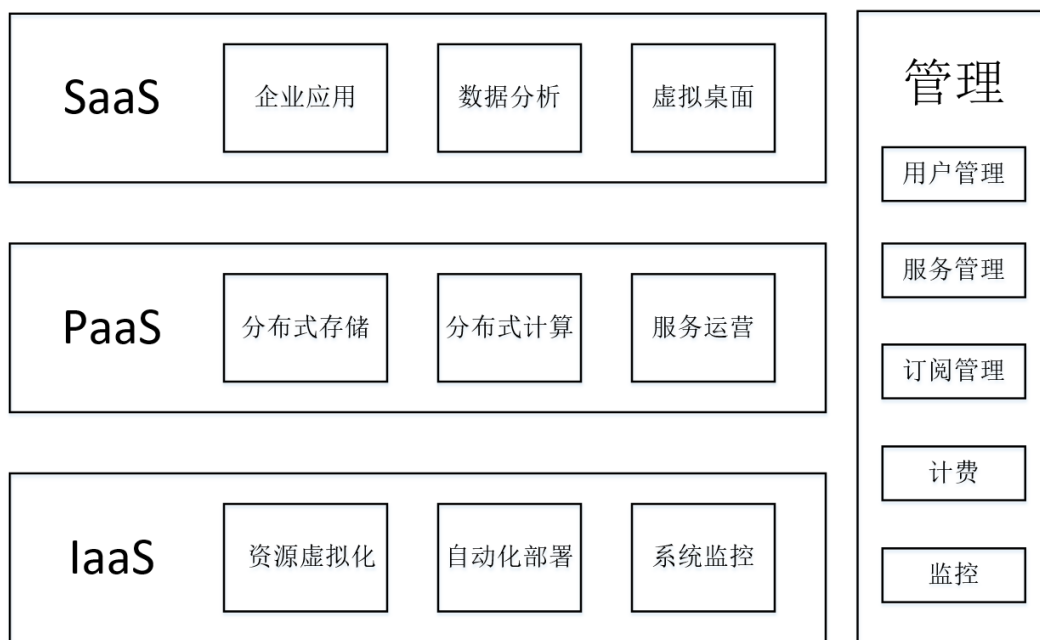 SaaS
企业应用
数据分析
虚拟桌面
PaaS
分布式存储
分布式计算
服务运营
IaaS
资源虚拟化
自动化部署
系统监控
管理
用户管理
服务管理
订阅管理
计费
监控